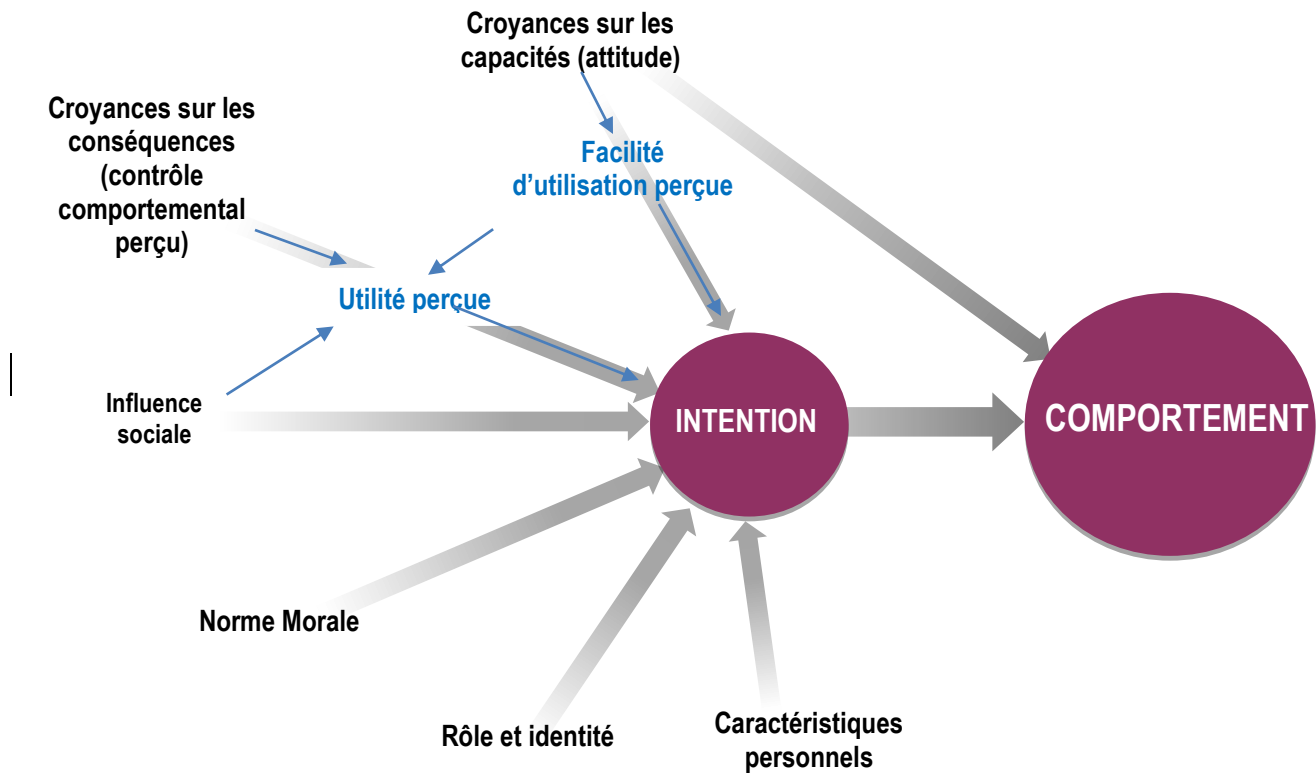 Croyances sur les
capacités (attitude)
Croyances sur les
conséquences
(contrôle
comportemental
perçu)
Facilité
d’utilisation perçue
Utilité perçue
Influence
sociale
INTENTION
COMPORTEMENT
Norme Morale
Rôle et identité
Caractéristiques
personnels